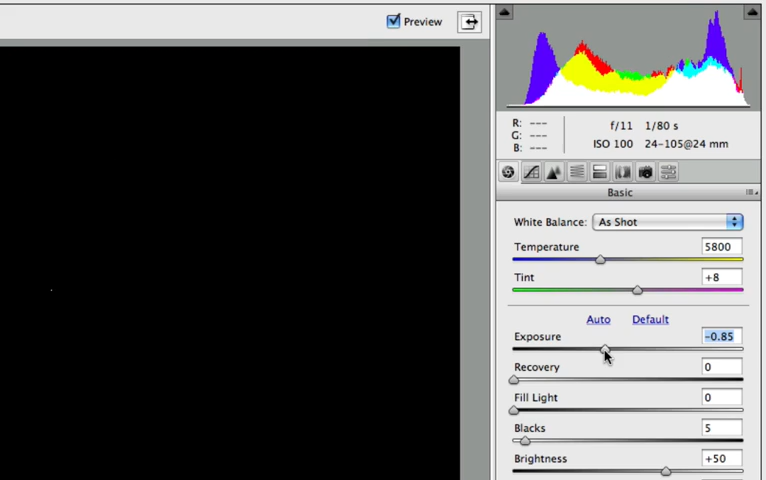 Preview
R: ---
G: ---
B: ---
f/11 1/80 s
ISO 100 24-105@24 mm
Basic
White Balance: As Shot
Temperature 5800
Tint +8
Auto Default
Exposure -0.85
Recovery 0
Fill Light 0
Blacks 5
Brightness +50